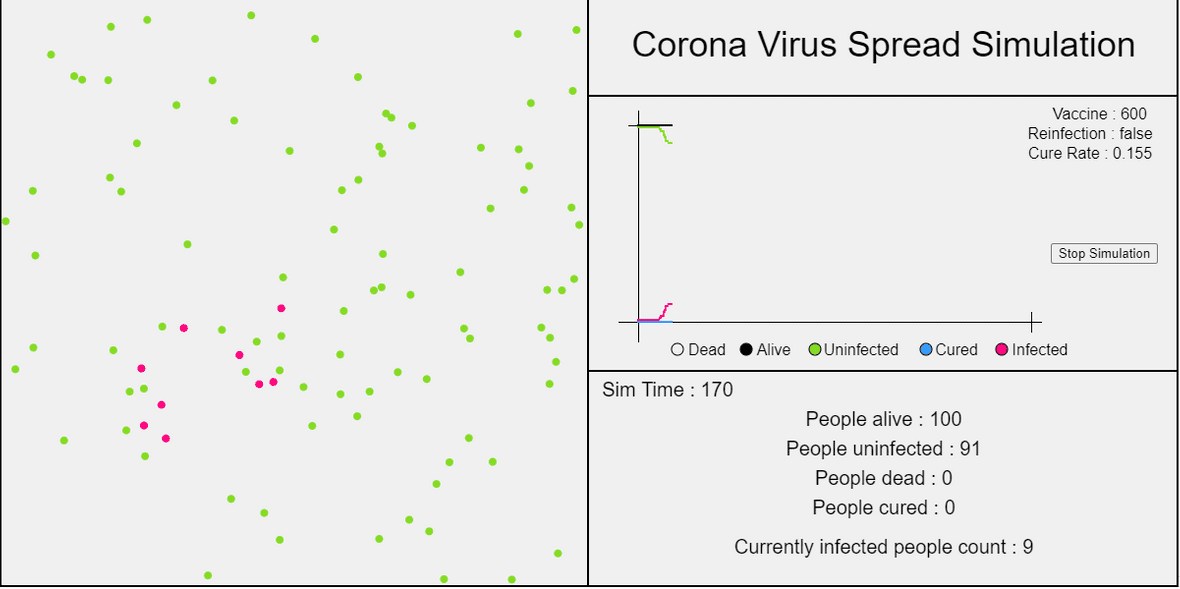 Corona Virus Spread Simulation
Vaccine : 600
Reinfection : false
Cure Rate : 0.155
Stop Simulation
Dead Alive Uninfected Cured Infected
Sim Time : 170
People alive : 100
People uninfected : 91
People dead : 0
People cured : 0
Currently infected people count : 9